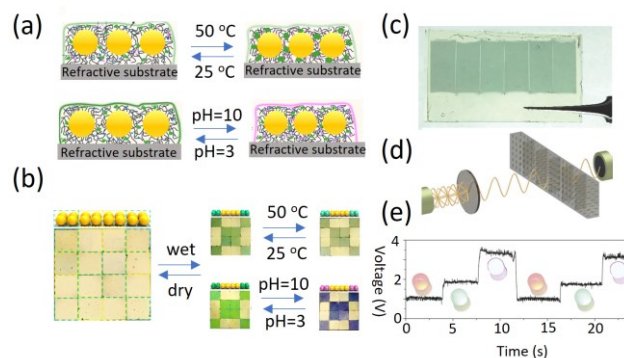 (a)
50 °C
25 °C
Refractive substrate
Refractive substrate
pH=10
pH=3
Refractive substrate
Refractive substrate
(b)
wet
dry
50 °C
25 °C
pH=10
pH=3
(c)
(d)
(e)
Voltage (V)
4
2
0
0 5 10 15 20
Time (s)